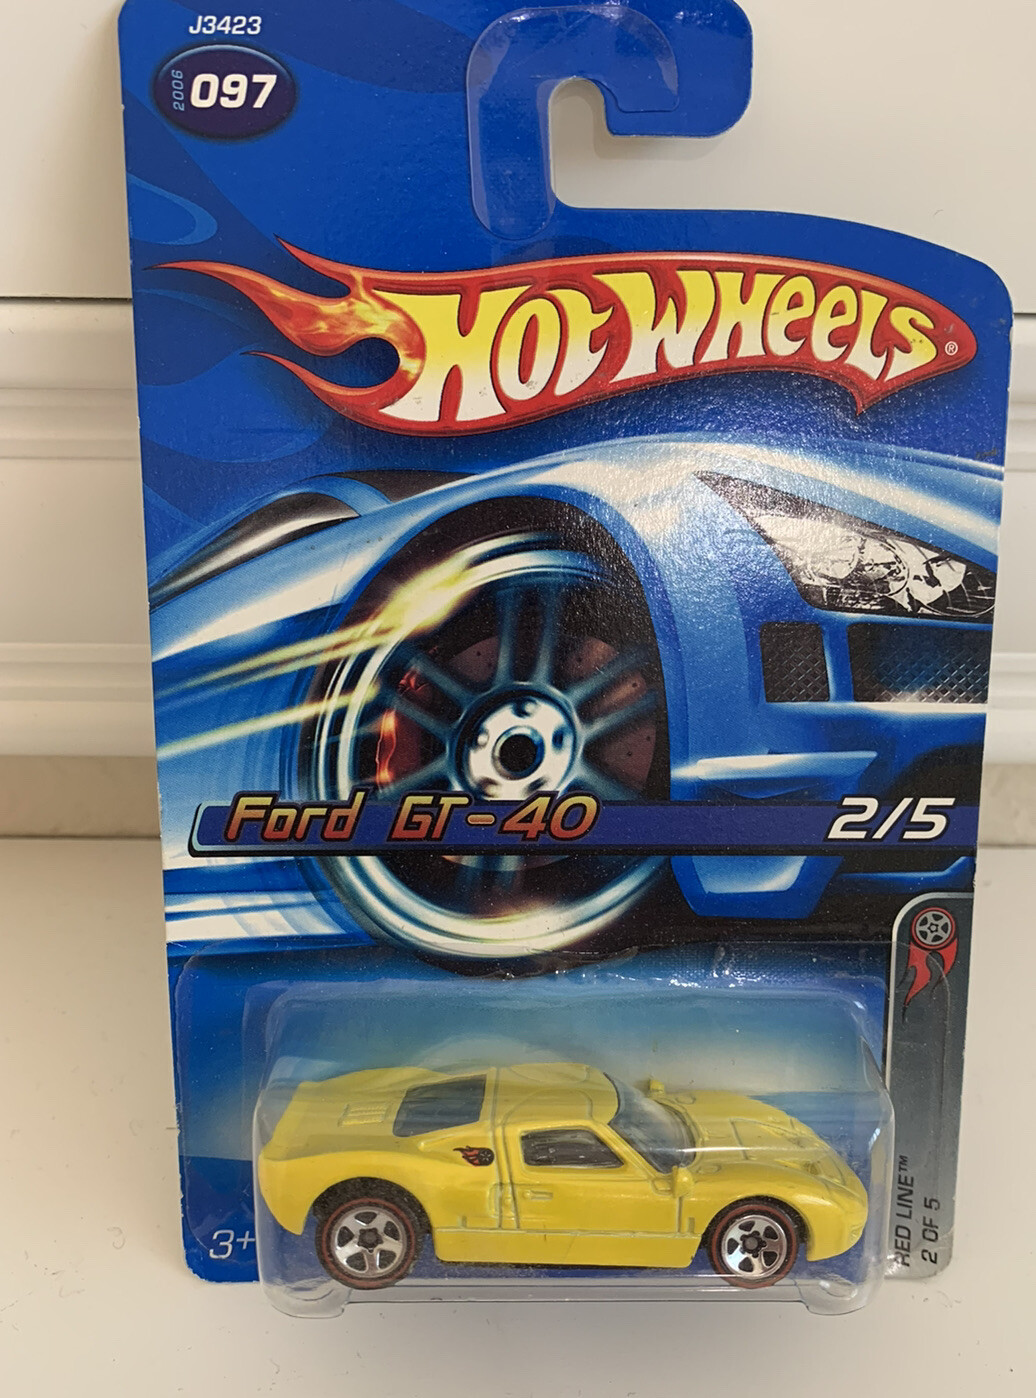 J3423
2006
097
HOT WHEELS®
Ford GT-40
2/5
RED LINE™
2 OF 5
3+